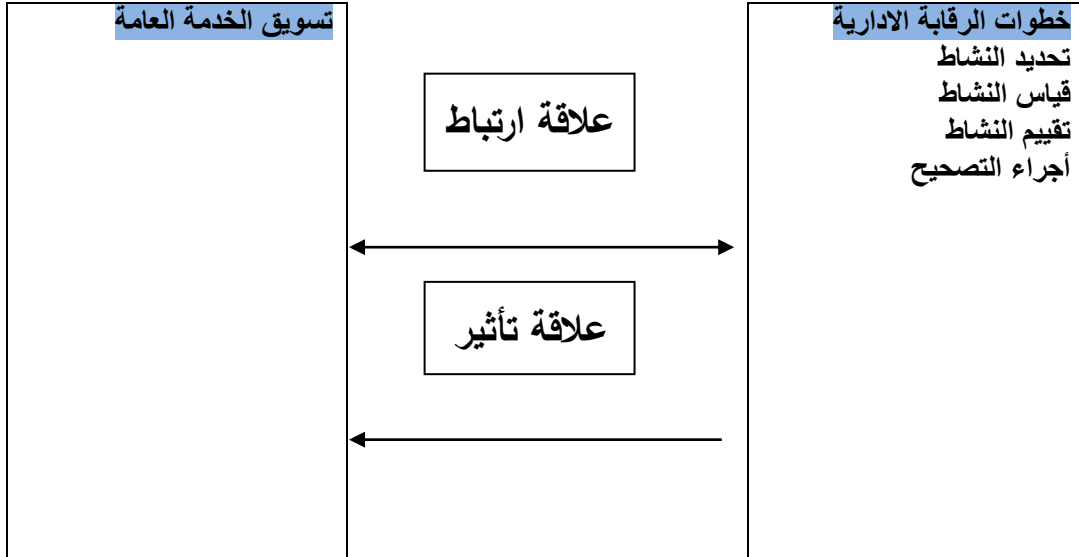 خطوات الرقابة الادارية
تحديد النشاط
قياس النشاط
تقييم النشاط
أجراء التصحيح
علاقة ارتباط
علاقة تأثير
تسويق الخدمة العامة